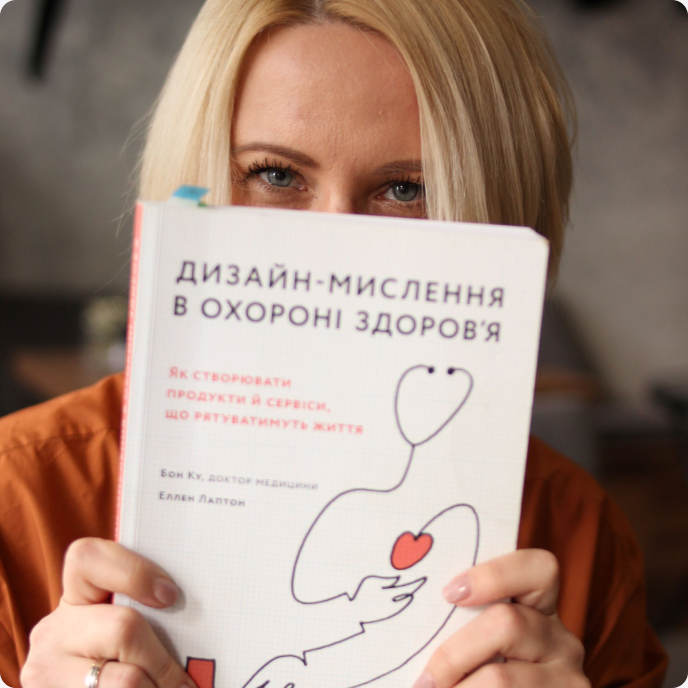 ДИЗАЙН-МИСЛЕННЯ
В ОХОРОНІ ЗДОРОВ'Я
ЯК СТВОРЮВАТИ
ПРОДУКТИ Й СЕРВІСИ,
ЩО РЯТУВАТИМУТЬ ЖИТТЯ
БОН КУ, ДОКТОР МЕДИЦИНИ
ЕЛЛЕН ЛАПТОН